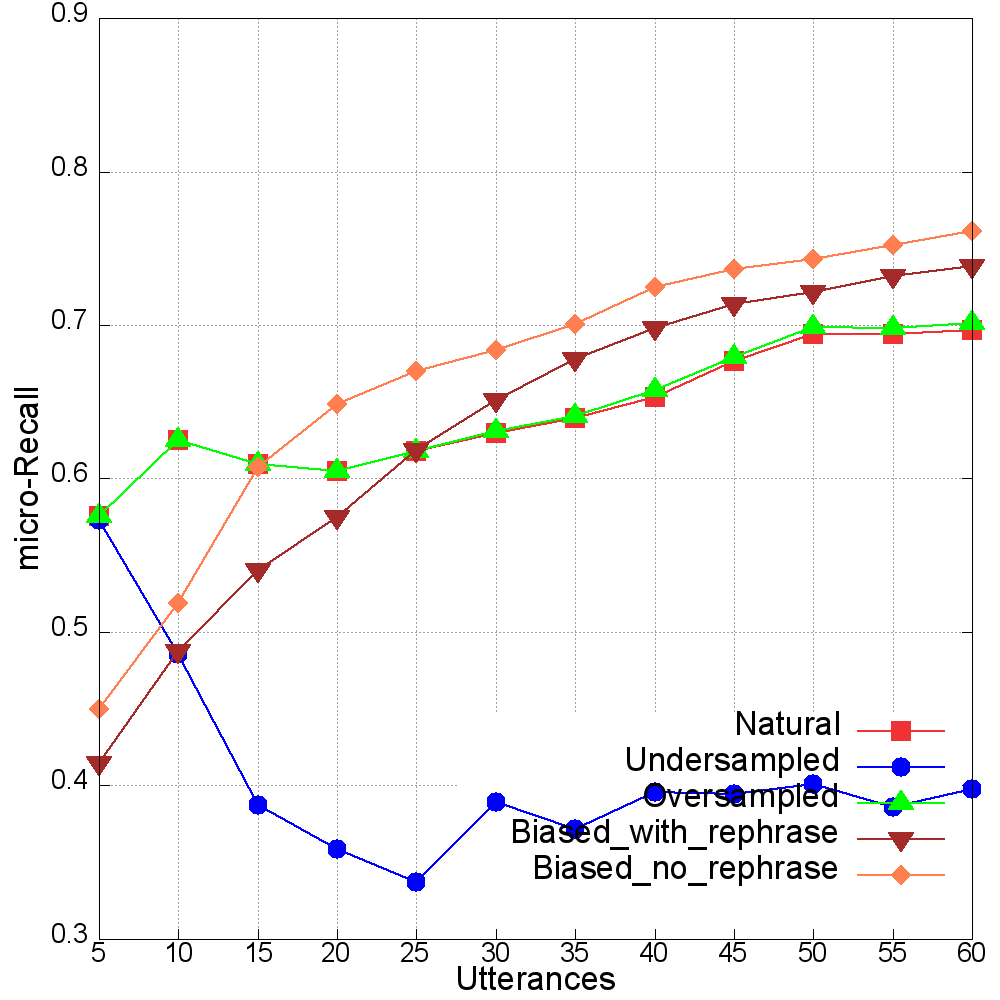 0.9
0.8
0.7
0.6
0.5
0.4
0.3
micro-Recall
Natural
Undersampled
Oversampled
Biased_with_rephrase
Biased_no_rephrase
5 10 15 20 25 30 35 40 45 50 55 60
Utterances